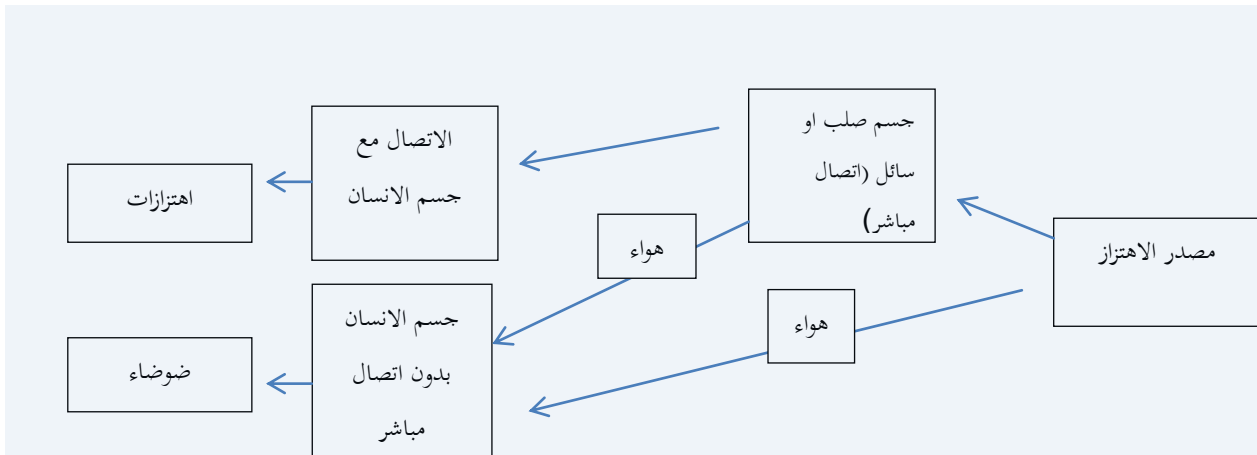 مصدر الاهتزاز
جسم صلب او
سائل (اتصال
مباشر)
هواء
هواء
الاتصال مع
جسم الانسان
جسم الانسان
بدون اتصال
مباشر
اهتزازات
ضوضاء